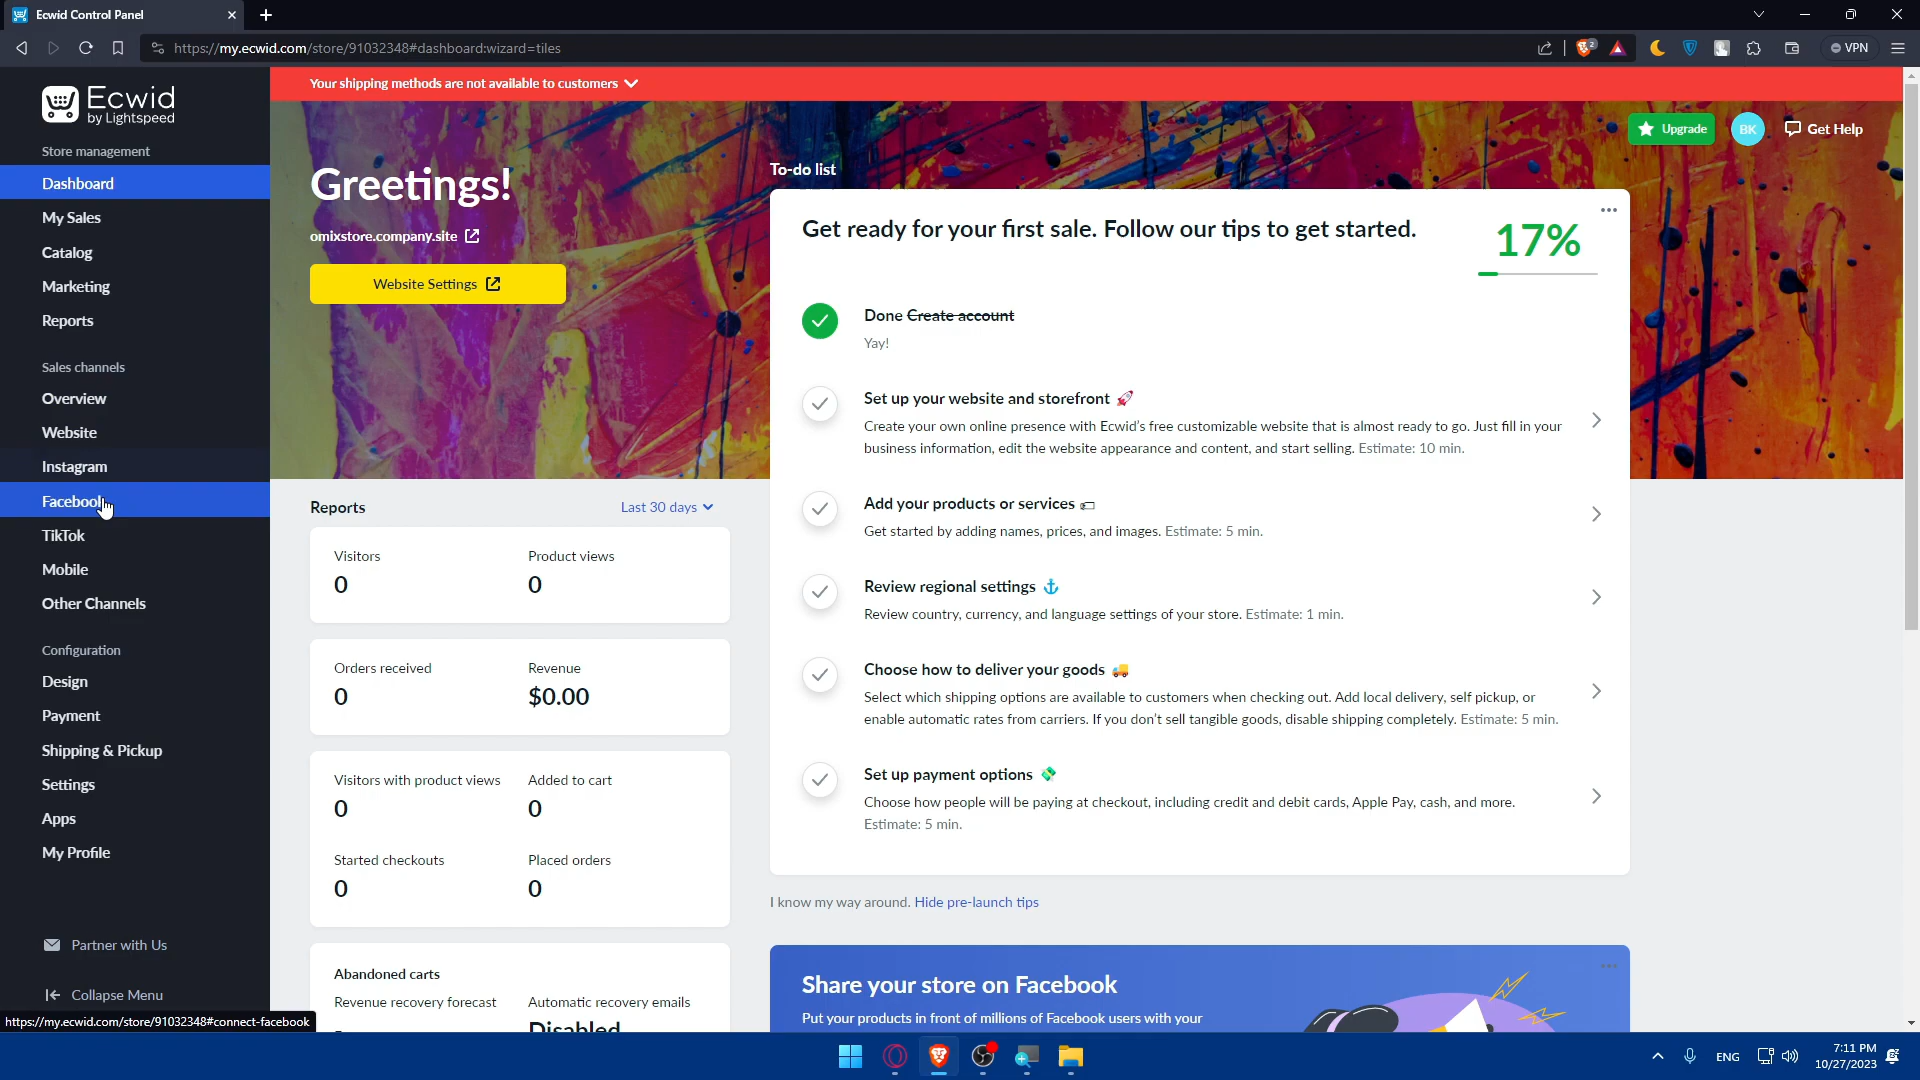 Ecwid Control Panel
https://my.ecwid.com/store/91032348#dashboard:wizard=tiles
2
VPN
Ecwid
by Lightspeed
Store management
Dashboard
My Sales
Catalog
Marketing
Reports
Sales channels
Overview
Website
Instagram
Facebook
TikTok
Mobile
Other Channels
Configuration
Design
Payment
Shipping & Pickup
Settings
Apps
My Profile
Partner with Us
Collapse Menu
https://my.ecwid.com/store/91032348#connect-facebook
Your shipping methods are not available to customers
Upgrade
BK
Get Help
Greetings!
omixstore.company.site
Website Settings
Reports
Last 30 days
Visitors
Product views
0
0
Orders received
Revenue
0
$0.00
Visitors with product views
Added to cart
0
0
Started checkouts
Placed orders
0
0
Abandoned carts
Revenue recovery forecast
Automatic recovery emails
Disabled
To-do list
Get ready for your first sale. Follow our tips to get started.
17%
Done Create account
Yay!
Set up your website and storefront
Create your own online presence with Ecwid's free customizable website that is almost ready to go. Just fill in your
business information, edit the website appearance and content, and start selling. Estimate: 10 min.
Add your products or services
Get started by adding names, prices, and images. Estimate: 5 min.
Review regional settings
Review country, currency, and language settings of your store. Estimate: 1 min.
Choose how to deliver your goods
Select which shipping options are available to customers when checking out. Add local delivery, self pickup, or
enable automatic rates from carriers. If you don't sell tangible goods, disable shipping completely. Estimate: 5 min.
Set up payment options
Choose how people will be paying at checkout, including credit and debit cards, Apple Pay, cash, and more.
Estimate: 5 min.
I know my way around. Hide pre-launch tips
Share your store on Facebook
Put your products in front of millions of Facebook users with your
ENG
7:11 PM
10/27/2023